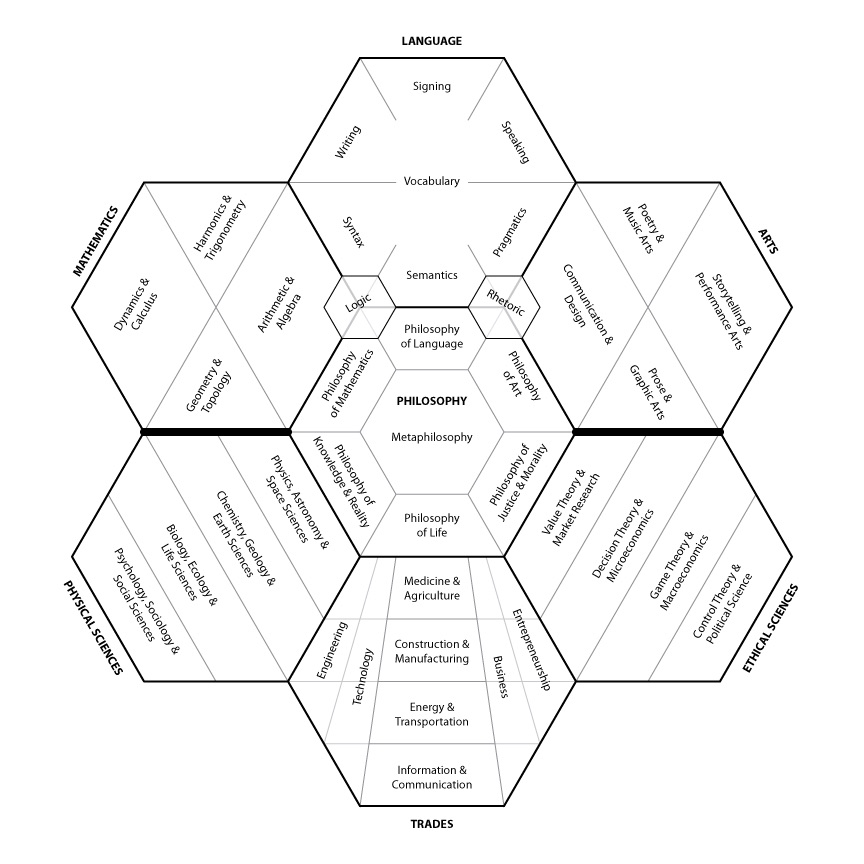 LANGUAGE
Signing
Writing
Speaking
Vocabulary
Syntax
Pragmatics
Semantics
Logic
Rhetoric
MATHEMATICS
Harmonics &
Trigonometry
Dynamics &
Calculus
Arithmetic &
Algebra
Geometry &
Topology
ARTS
Poetry &
Music Arts
Storytelling &
Performance Arts
Communication &
Design
Prose &
Graphic Arts
Philosophy
of Language
Philosophy
of Mathematics
Philosophy
of Art
PHILOSOPHY
Metaphilosophy
Philosophy of
Knowledge & Reality
Philosophy of
Justice & Morality
Philosophy
of Life
PHYSICAL SCIENCES
Physics, Astronomy &
Space Sciences
Chemistry, Geology &
Earth Sciences
Biology, Ecology &
Life Sciences
Psychology, Sociology &
Social Sciences
ETHICAL SCIENCES
Value Theory &
Market Research
Decision Theory &
Microeconomics
Game Theory &
Macroeconomics
Control Theory &
Political Science
Medicine &
Agriculture
Engineering
Technology
Construction &
Manufacturing
Business
Entrepreneurship
Energy &
Transportation
Information &
Communication
TRADES